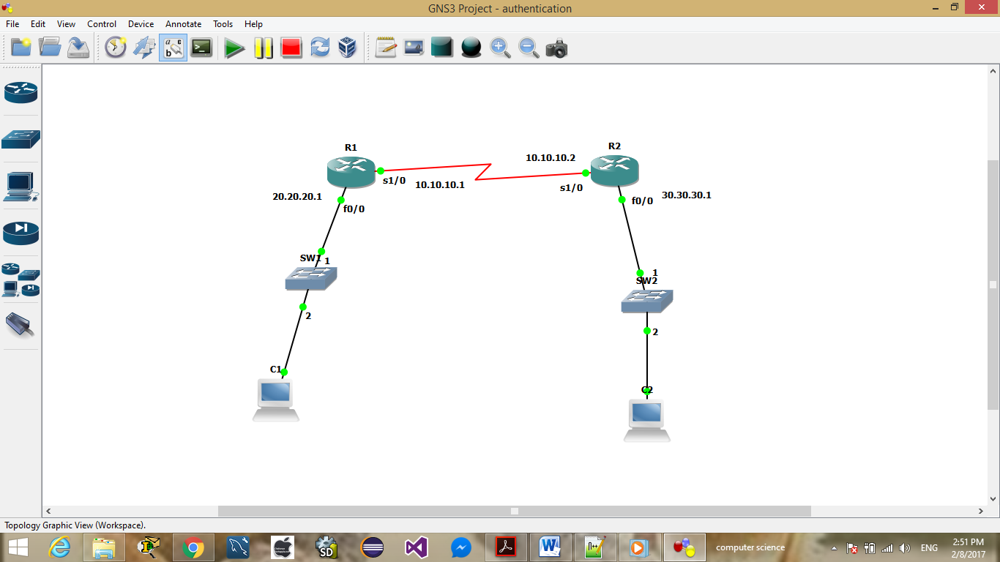 GNS3 Project - authentication
File Edit View Control Device Annotate Tools Help
R1
R2
10.10.10.2
s1/0
10.10.10.1
s1/0
20.20.20.1
f0/0
f0/0
30.30.30.1
SW1
1
1
SW2
2
2
C1
C2
Topology Graphic View (Workspace).
computer science
ENG
2:51 PM
2/8/2017